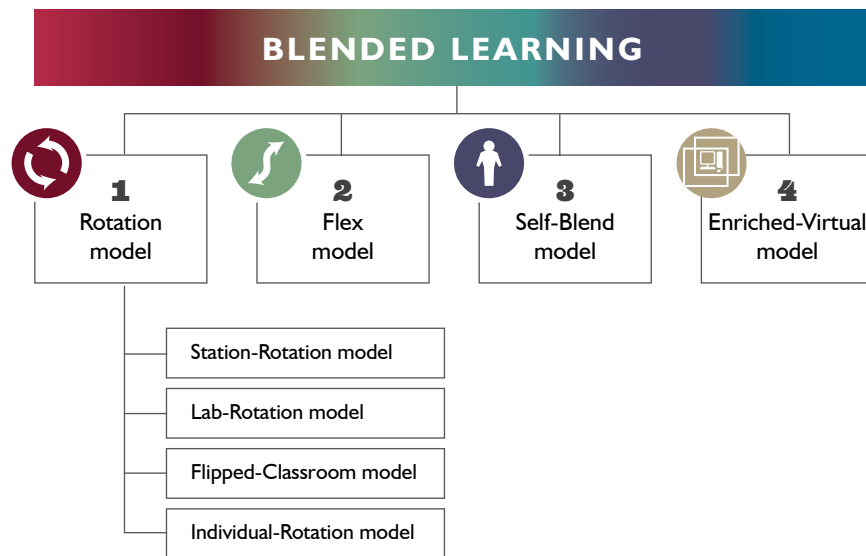 BLENDED LEARNING
1
Rotation
model
2
Flex
model
3
Self-Blend
model
4
Enriched-Virtual
model
Station-Rotation model
Lab-Rotation model
Flipped-Classroom model
Individual-Rotation model